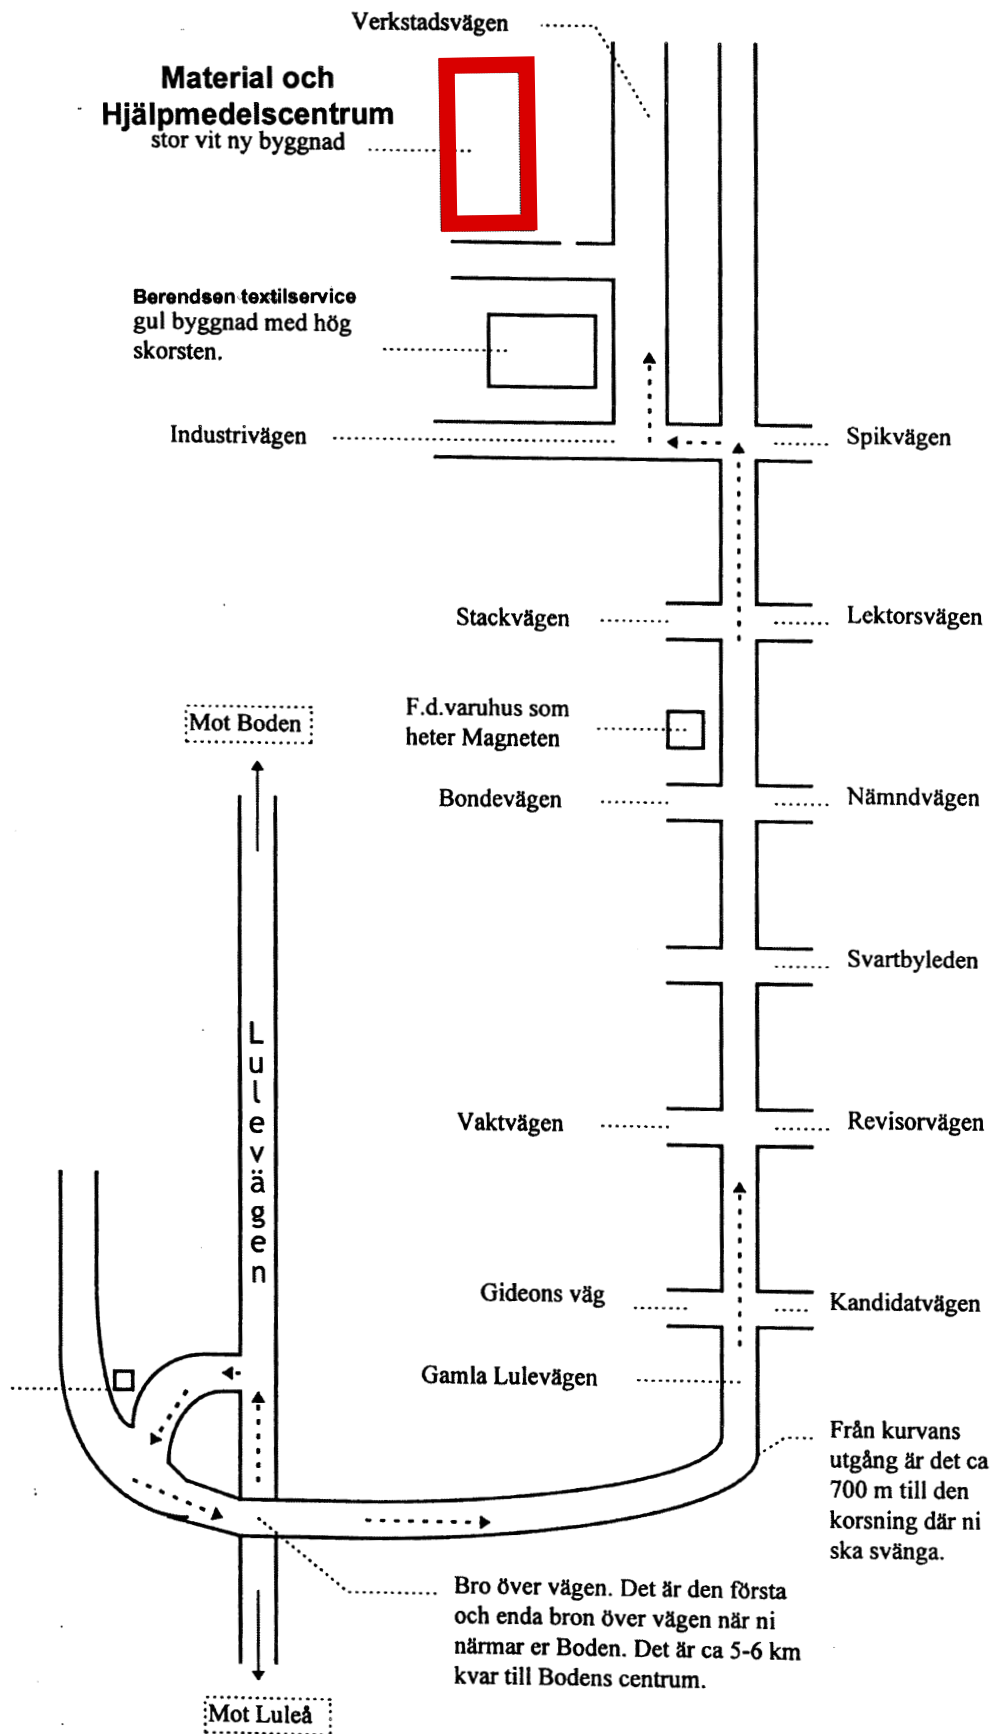 Verkstadsvägen
Material och
Hjälpmedelscentrum
stor vit ny byggnad
Berendsen textilservice
gul byggnad med hög
skorsten.
Industrivägen
Spikvägen
Stackvägen
Lektorsvägen
F.d.varuhus som
heter Magneten
Mot Boden
Bondevägen
Nämndvägen
Svartbyleden
Lulevägen
Vaktvägen
Revisorvägen
Gideons väg
Kandidatvägen
Gamla Lulevägen
Från kurvans
utgång är det ca
700 m till den
korsning där ni
ska svänga.
Bro över vägen. Det är den första
och enda bron över vägen när ni
närmar er Boden. Det är ca 5-6 km
kvar till Bodens centrum.
Mot Luleå